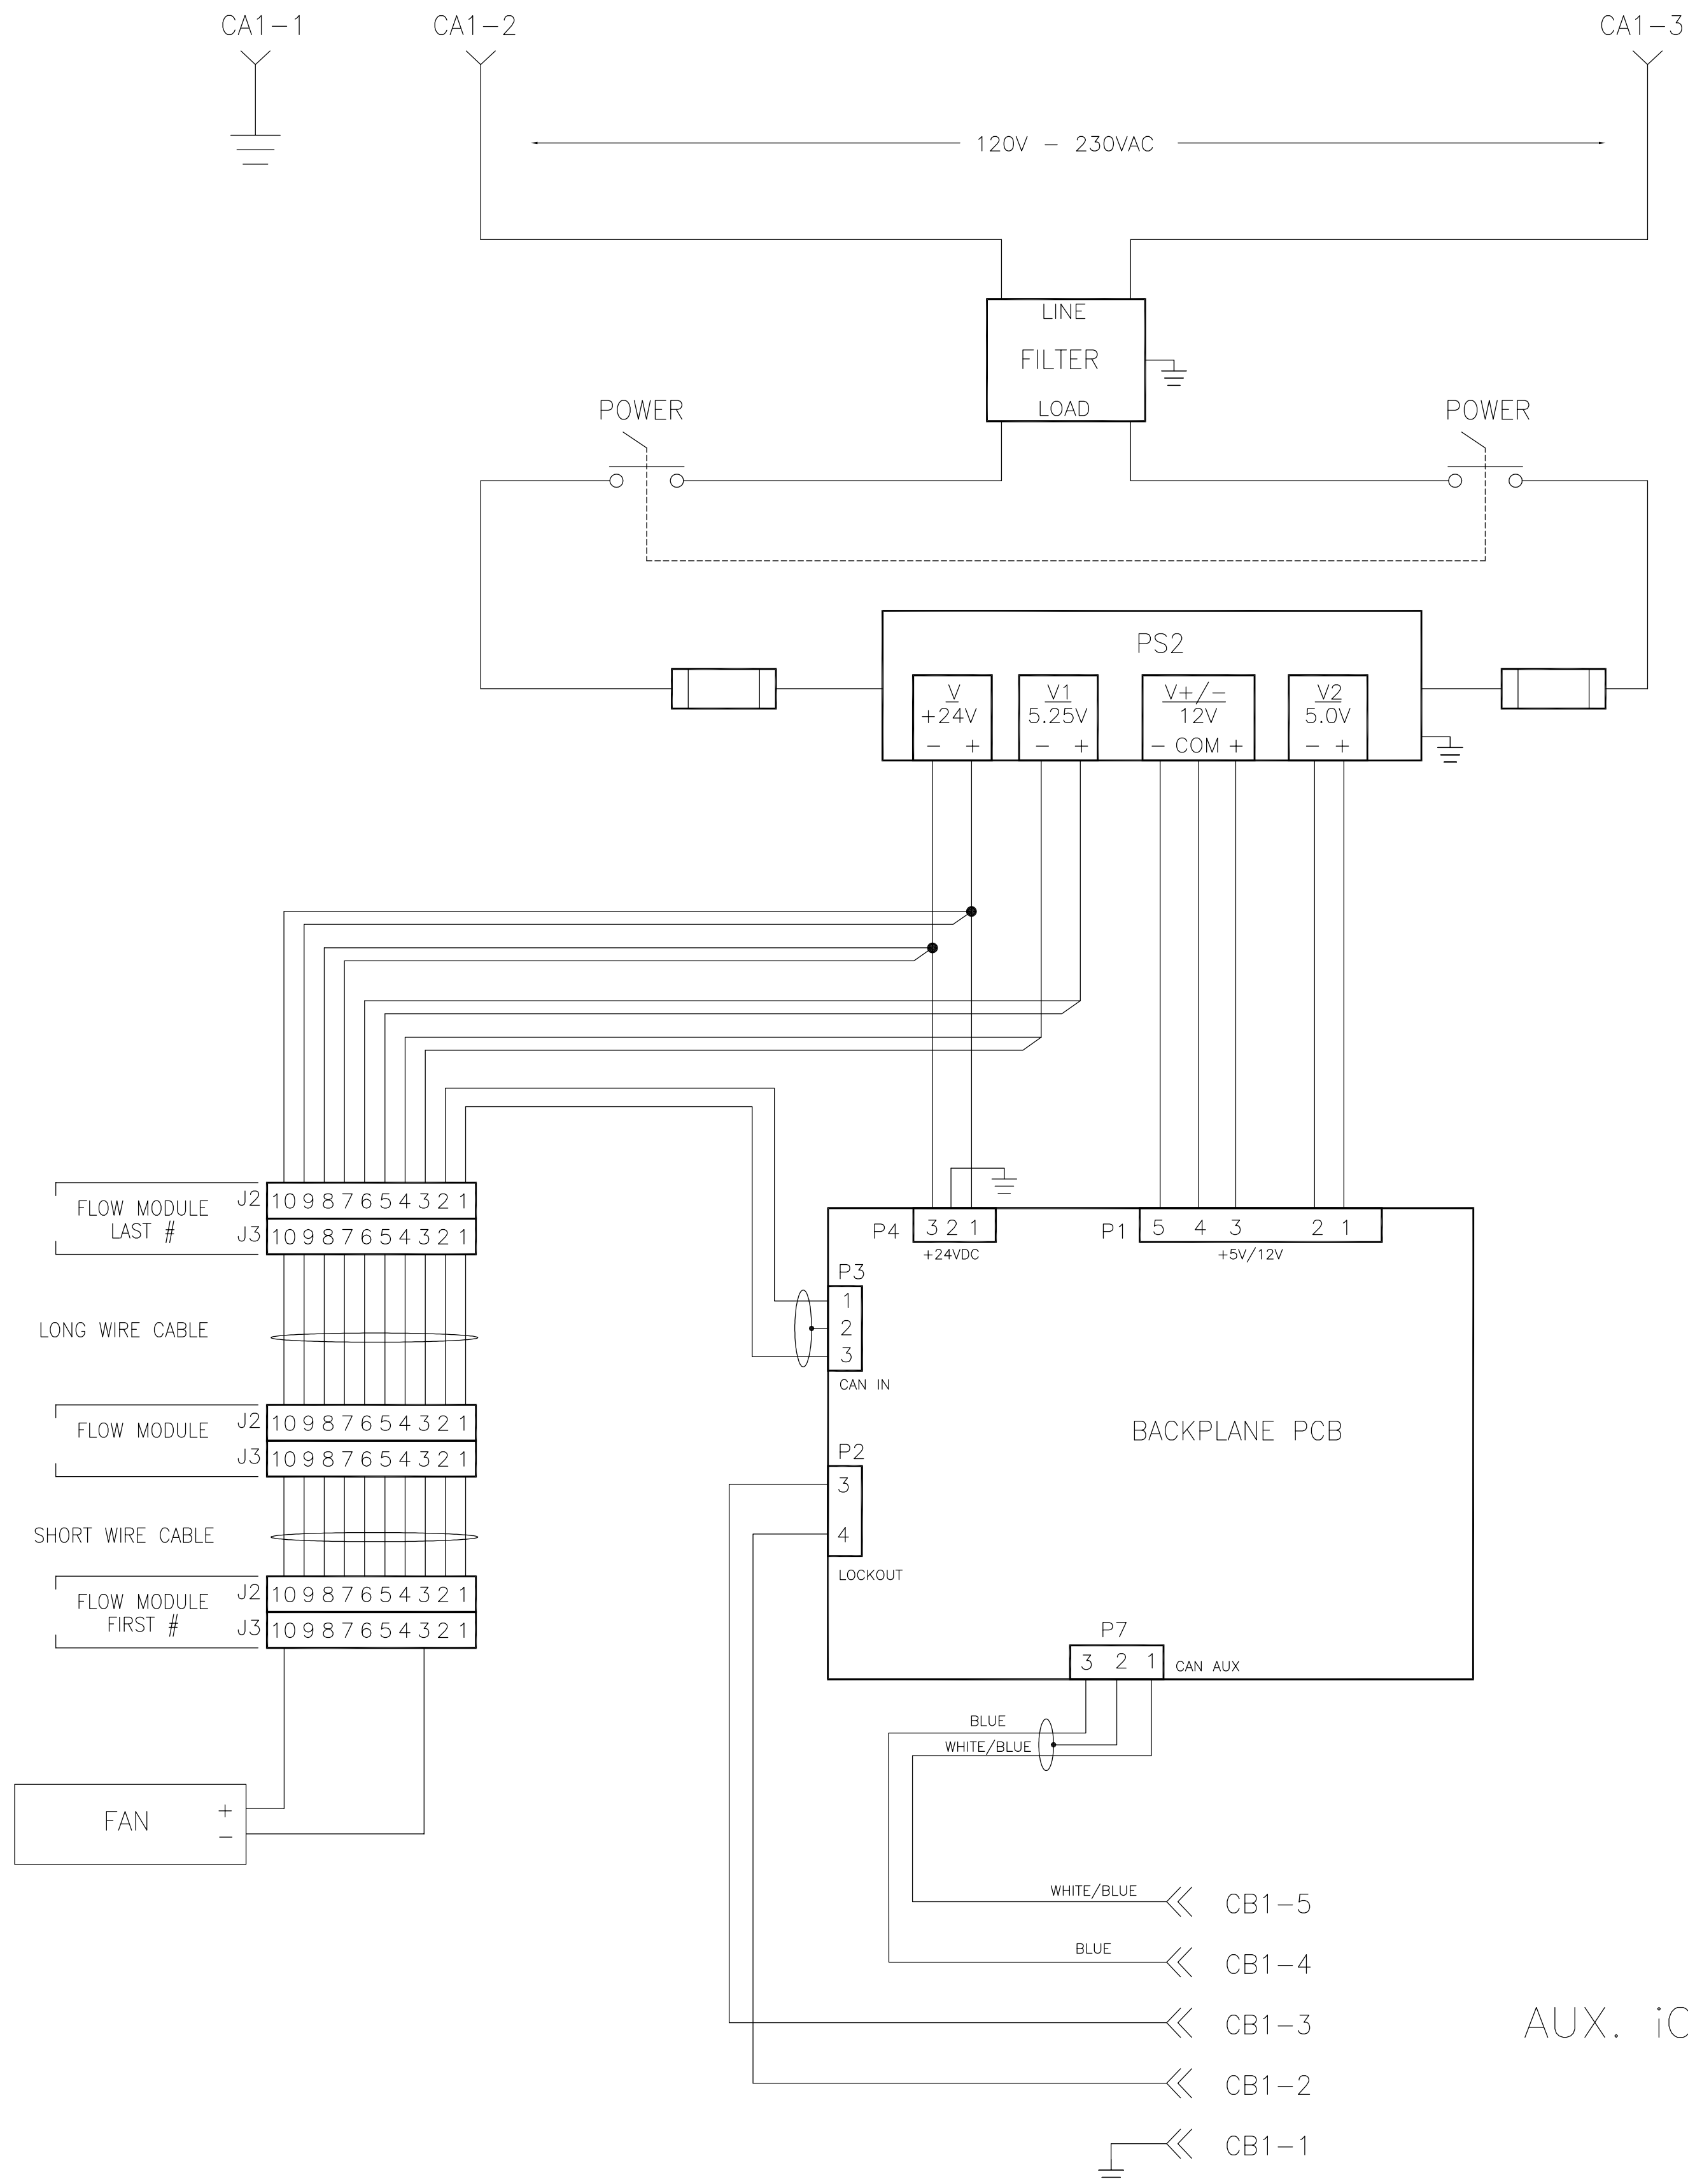 CA1-1 CA1-2 CA1-3
120V - 230VAC
LINE
FILTER
LOAD
POWER POWER
PS2
V V1 V+/- V2
+24V 5.25V 12V 5.0V
- + - + - COM + - +
FLOW MODULE
LAST #
J2 10 9 8 7 6 5 4 3 2 1
J3 10 9 8 7 6 5 4 3 2 1
P4 3 2 1
+24VDC
P1 5 4 3 2 1
+5V/12V
P3
1
2
3
CAN IN
LONG WIRE CABLE
FLOW MODULE
J2 10 9 8 7 6 5 4 3 2 1
J3 10 9 8 7 6 5 4 3 2 1
BACKPLANE PCB
P2
3
4
LOCKOUT
SHORT WIRE CABLE
FLOW MODULE
FIRST #
J2 10 9 8 7 6 5 4 3 2 1
J3 10 9 8 7 6 5 4 3 2 1
P7
3 2 1
CAN AUX
BLUE
WHITE/BLUE
FAN
+
-
WHITE/BLUE CB1-5
BLUE CB1-4
CB1-3
CB1-2
CB1-1
AUX.